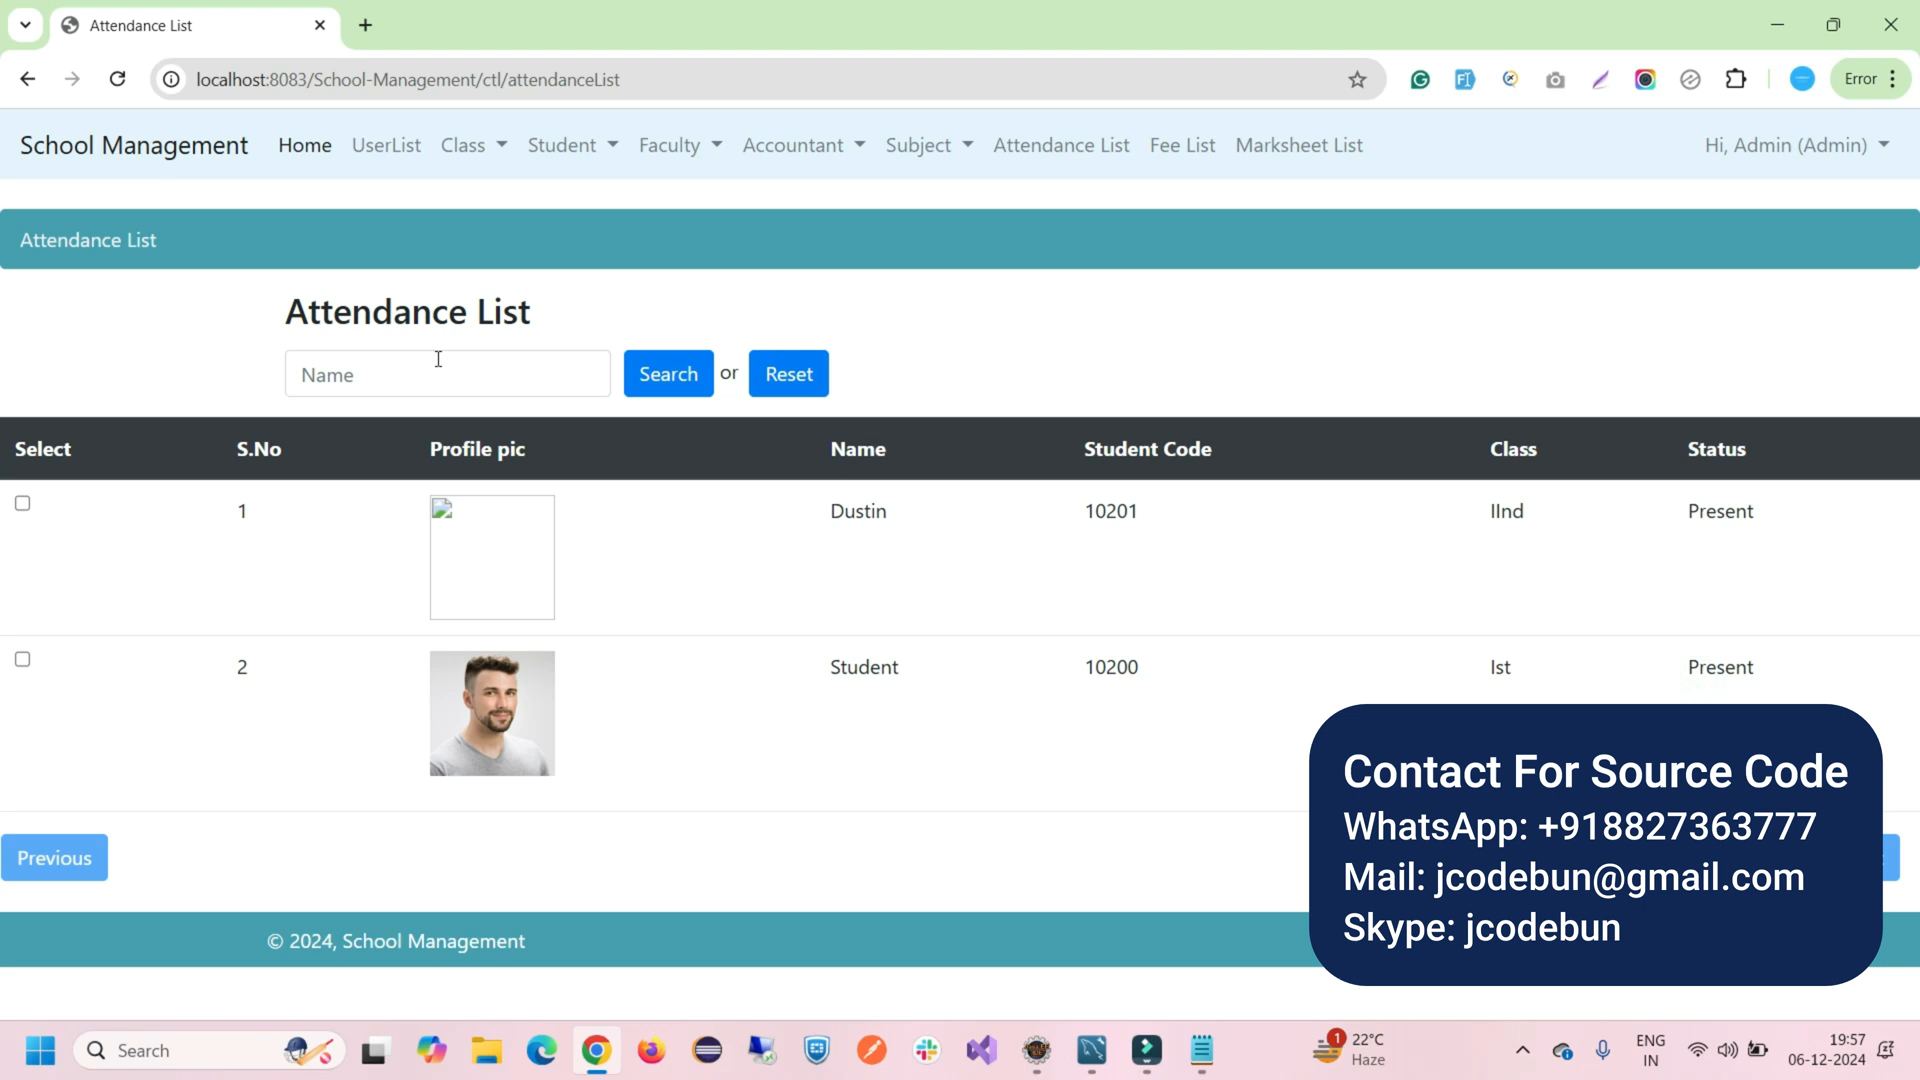 Attendance List
localhost:8083/School-Management/ctl/attendanceList
Error
School Management Home UserList Class Student Faculty Accountant Subject Attendance List Fee List Marksheet List Hi, Admin (Admin)
Attendance List
Attendance List
Name Search or Reset
Select S.No Profile pic Name Student Code Class Status
1 Dustin 10201 IInd Present
2 Student 10200 Ist Present
Contact For Source Code
WhatsApp: +918827363777
Mail: jcodebun@gmail.com
Skype: jcodebun
Previous
© 2024, School Management
Search
1
22°C
Haze
ENG
IN
19:57
06-12-2024